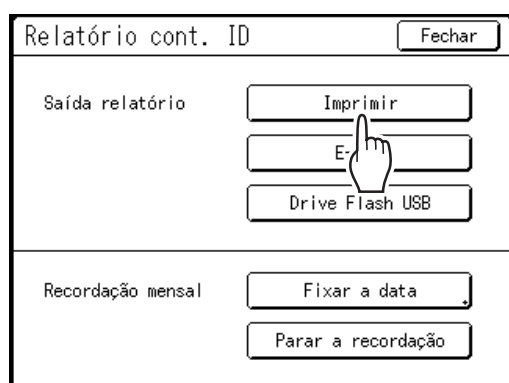 Relatório cont. ID
Fechar
Saída relatório
Imprimir
Drive Flash USB
Recordação mensal
Fixar a data
Parar a recordação